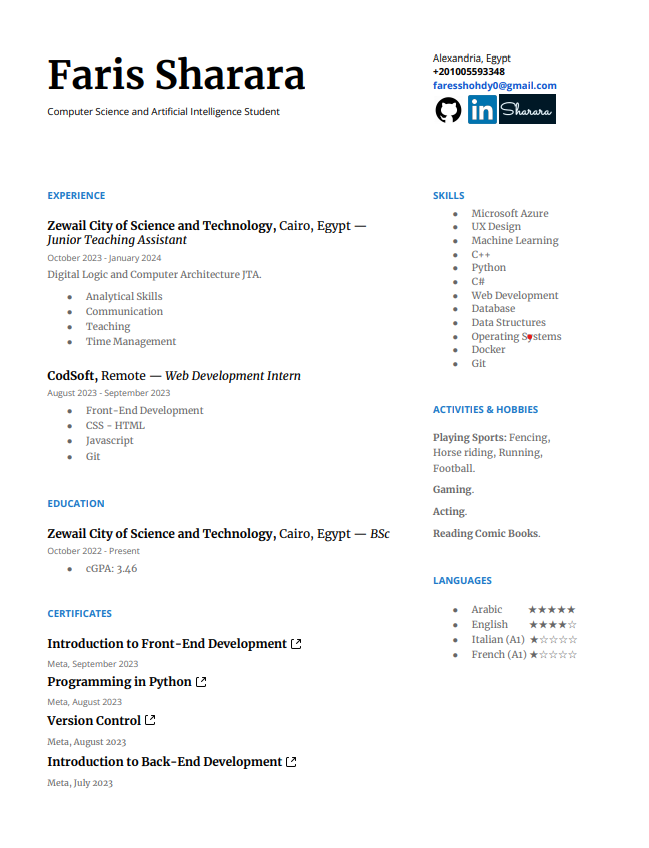 Faris Sharara
Computer Science and Artificial Intelligence Student
Alexandria, Egypt
+201005593348
faresshohdy0@gmail.com
in Sharara
EXPERIENCE
Zewail City of Science and Technology, Cairo, Egypt —
Junior Teaching Assistant
October 2023 - January 2024
Digital Logic and Computer Architecture JTA.
● Analytical Skills
● Communication
● Teaching
● Time Management
CodSoft, Remote — Web Development Intern
August 2023 - September 2023
● Front-End Development
● CSS - HTML
● Javascript
● Git
EDUCATION
Zewail City of Science and Technology, Cairo, Egypt — BSc
October 2022 - Present
● cGPA: 3.46
CERTIFICATES
Introduction to Front-End Development
Meta, September 2023
Programming in Python
Meta, August 2023
Version Control
Meta, August 2023
Introduction to Back-End Development
Meta, July 2023
SKILLS
● Microsoft Azure
● UX Design
● Machine Learning
● C++
● Python
● C#
● Web Development
● Database
● Data Structures
● Operating Systems
● Docker
● Git
ACTIVITIES & HOBBIES
Playing Sports: Fencing,
Horse riding, Running,
Football.
Gaming.
Acting.
Reading Comic Books.
LANGUAGES
● Arabic ★★★★★
● English ★★★★☆
● Italian (A1) ★☆☆☆☆
● French (A1) ★☆☆☆☆